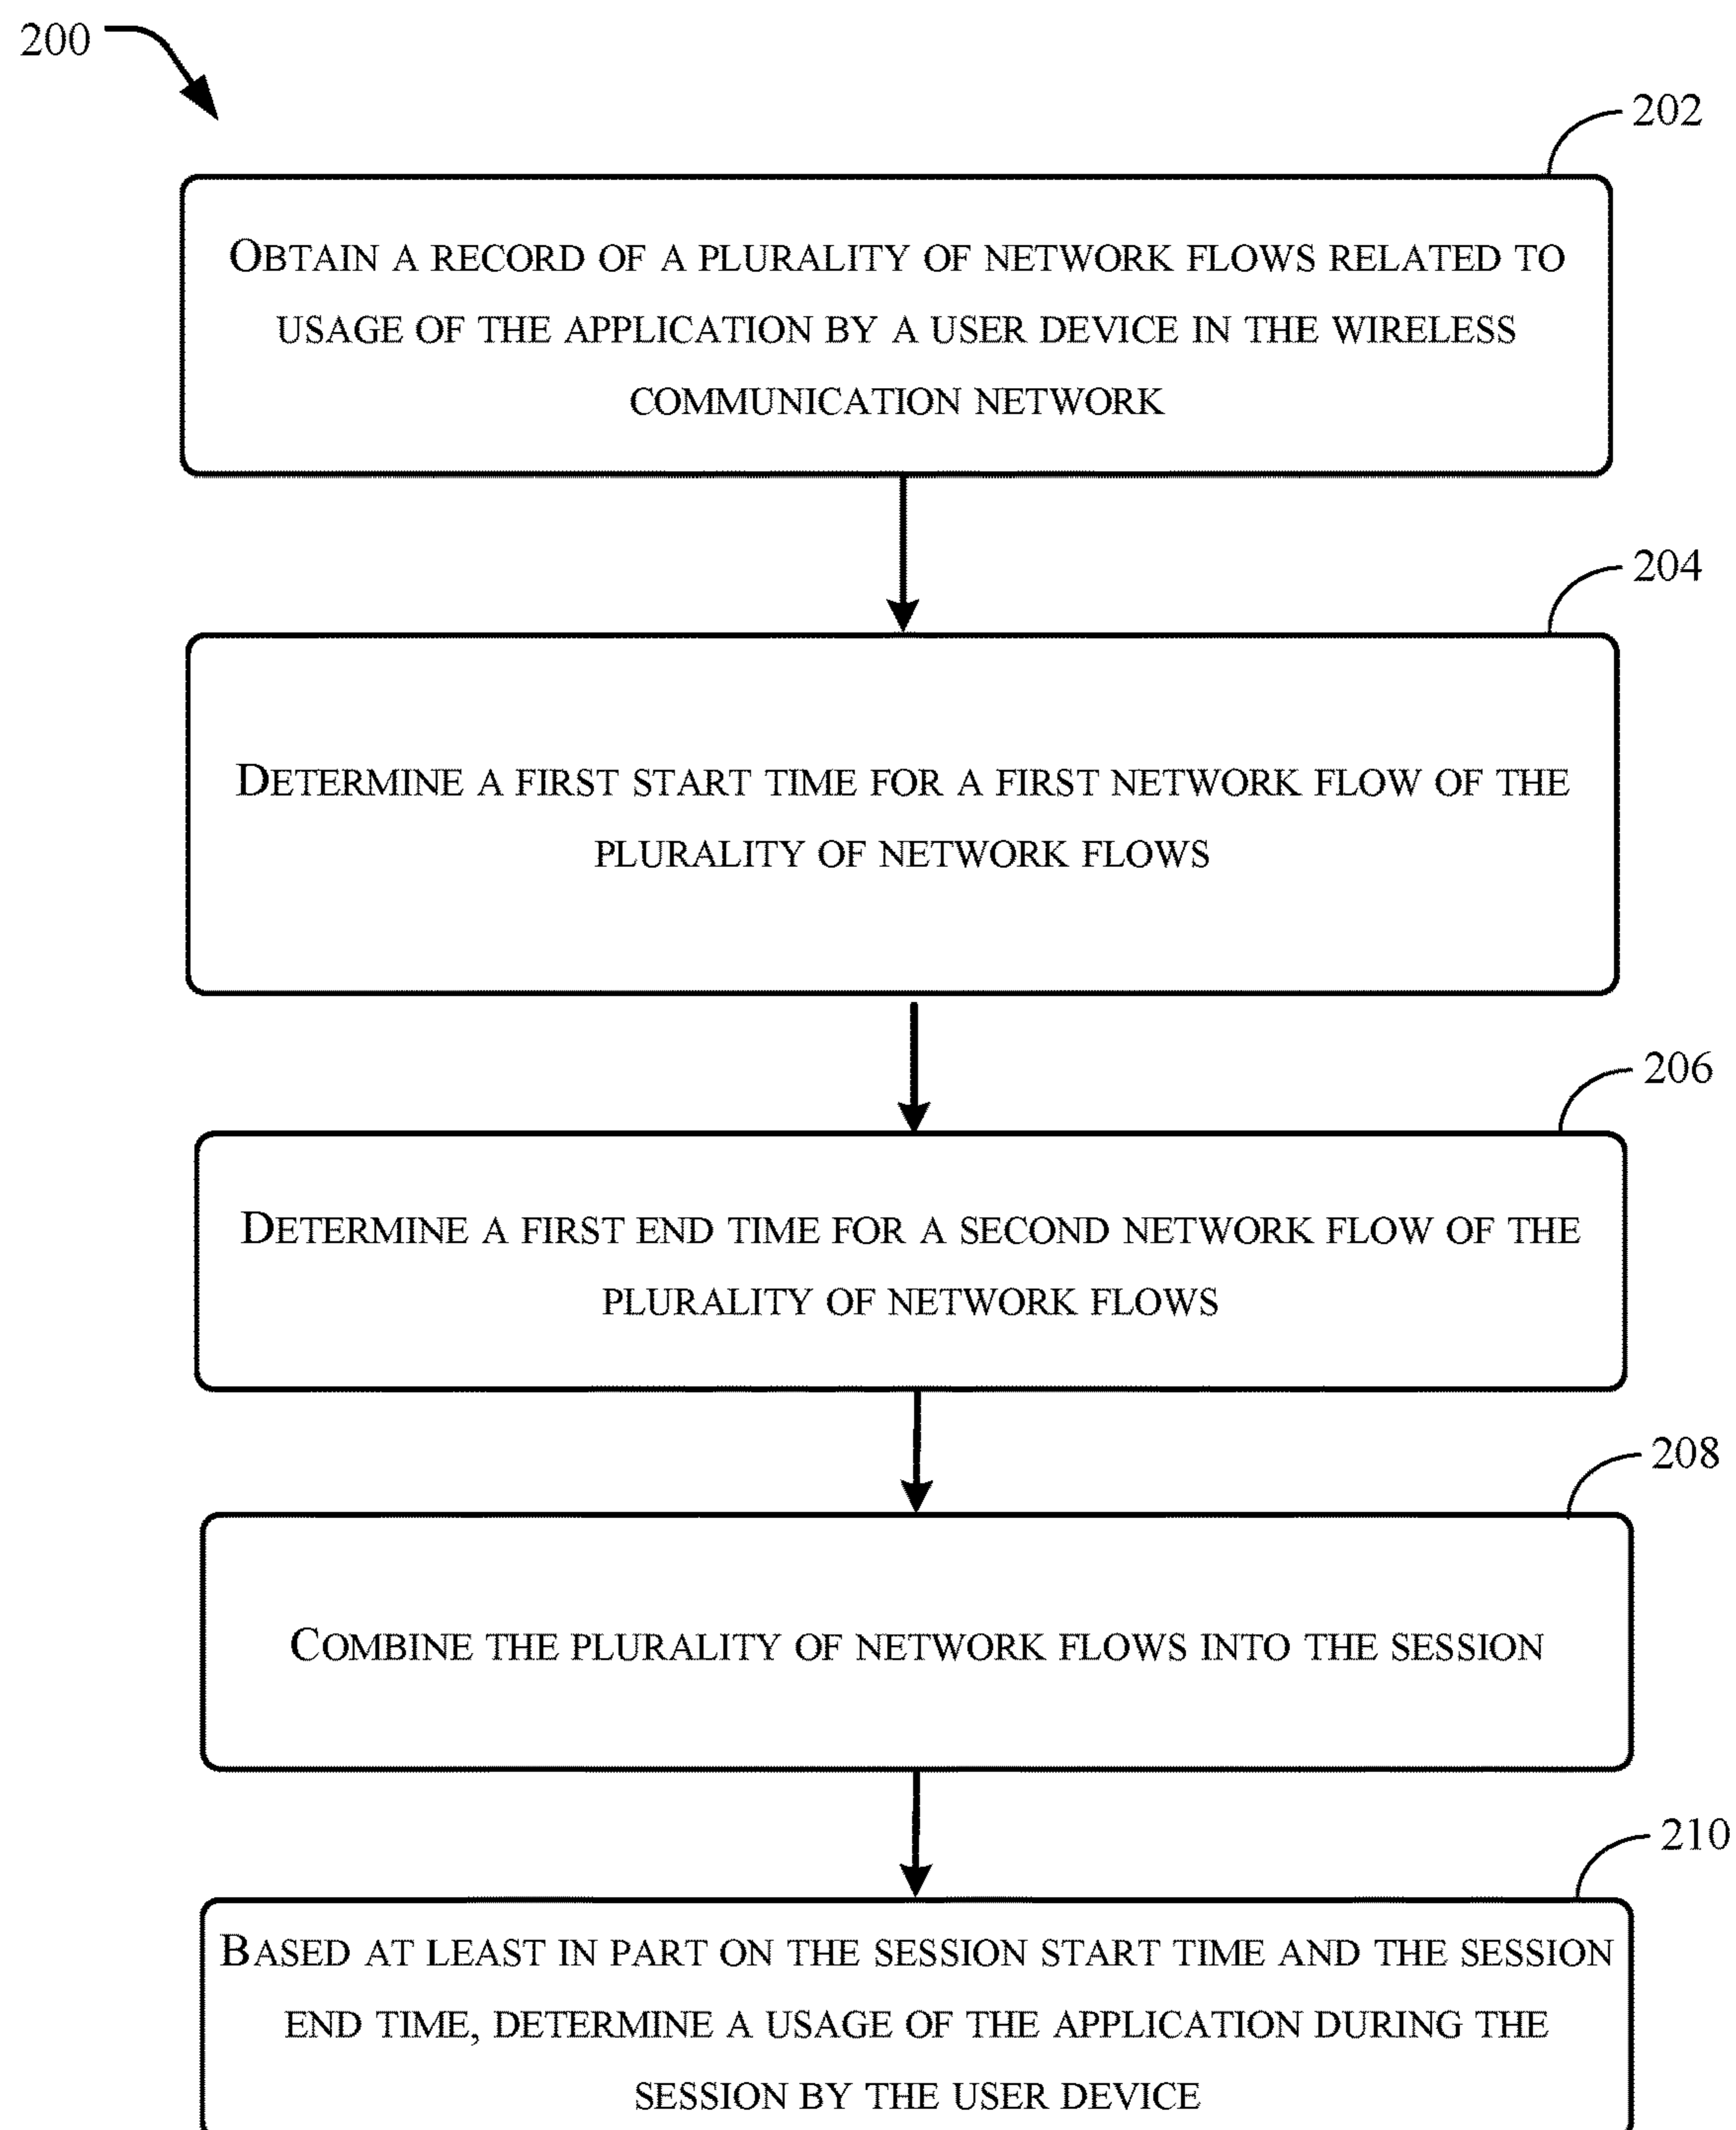 200
202
OBTAIN A RECORD OF A PLURALITY OF NETWORK FLOWS RELATED TO
USAGE OF THE APPLICATION BY A USER DEVICE IN THE WIRELESS
COMMUNICATION NETWORK
204
DETERMINE A FIRST START TIME FOR A FIRST NETWORK FLOW OF THE
PLURALITY OF NETWORK FLOWS
206
DETERMINE A FIRST END TIME FOR A SECOND NETWORK FLOW OF THE
PLURALITY OF NETWORK FLOWS
208
COMBINE THE PLURALITY OF NETWORK FLOWS INTO THE SESSION
210
BASED AT LEAST IN PART ON THE SESSION START TIME AND THE SESSION
END TIME, DETERMINE A USAGE OF THE APPLICATION DURING THE
SESSION BY THE USER DEVICE